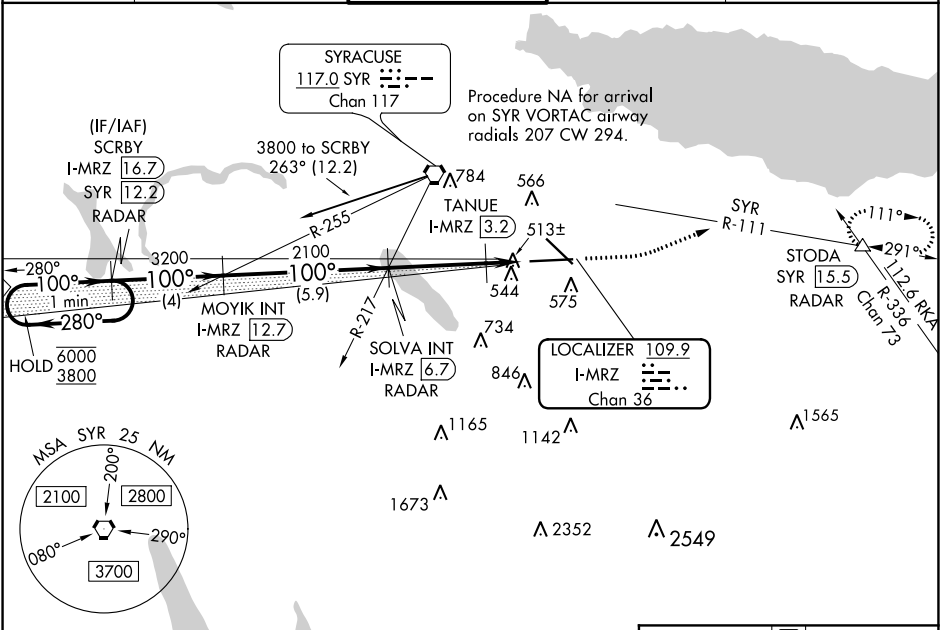 SYRACUSE
117.0 SYR
Chan 117
Procedure NA for arrival
on SYR VORTAC airway
radials 207 CW 294.
(IF/IAF)
SCRBY
I-MRZ 16.7
SYR 12.2
RADAR
3800 to SCRBY
263° (12.2)
R-255
784
566
TANUE
I-MRZ 3.2
513±
SYR
R-111
111°
291°
STODA
SYR 15.5
RADAR
112.6 RKA
R-336
Chan 73
280°
100°
3200
100°
2100
100°
1 min
(4)
(5.9)
280°
544
575
MOYIK INT
I-MRZ 12.7
RADAR
R-217
HOLD 6000
3800
SOLVA INT
I-MRZ 6.7
RADAR
734
LOCALIZER 109.9
I-MRZ
Chan 36
846
1165
1142
1565
MSA SYR 25 NM
200°
2100
2800
080°
290°
3700
1673
2352
2549